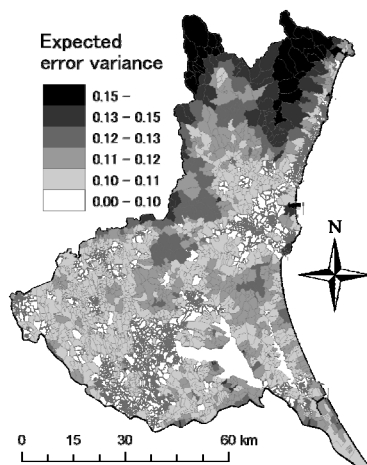 Expected
error variance
0.15 –
0.13 – 0.15
0.12 – 0.13
0.11 – 0.12
0.10 – 0.11
0.00 – 0.10
N
0 15 30 60 km